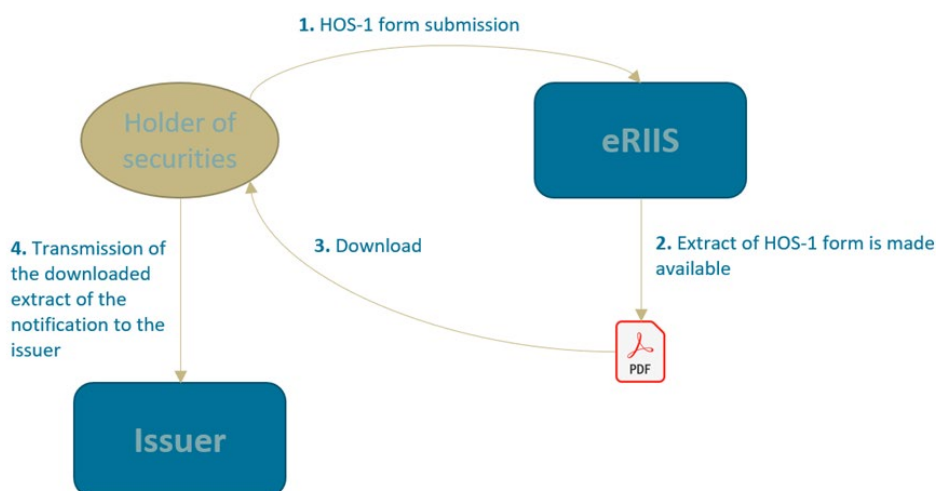 1. HOS-1 form submission
Holder of
securities
eRIIS
4. Transmission of
the downloaded
extract of the
notification to the
issuer
3. Download
2. Extract of HOS-1 form is made
available
PDF
Issuer